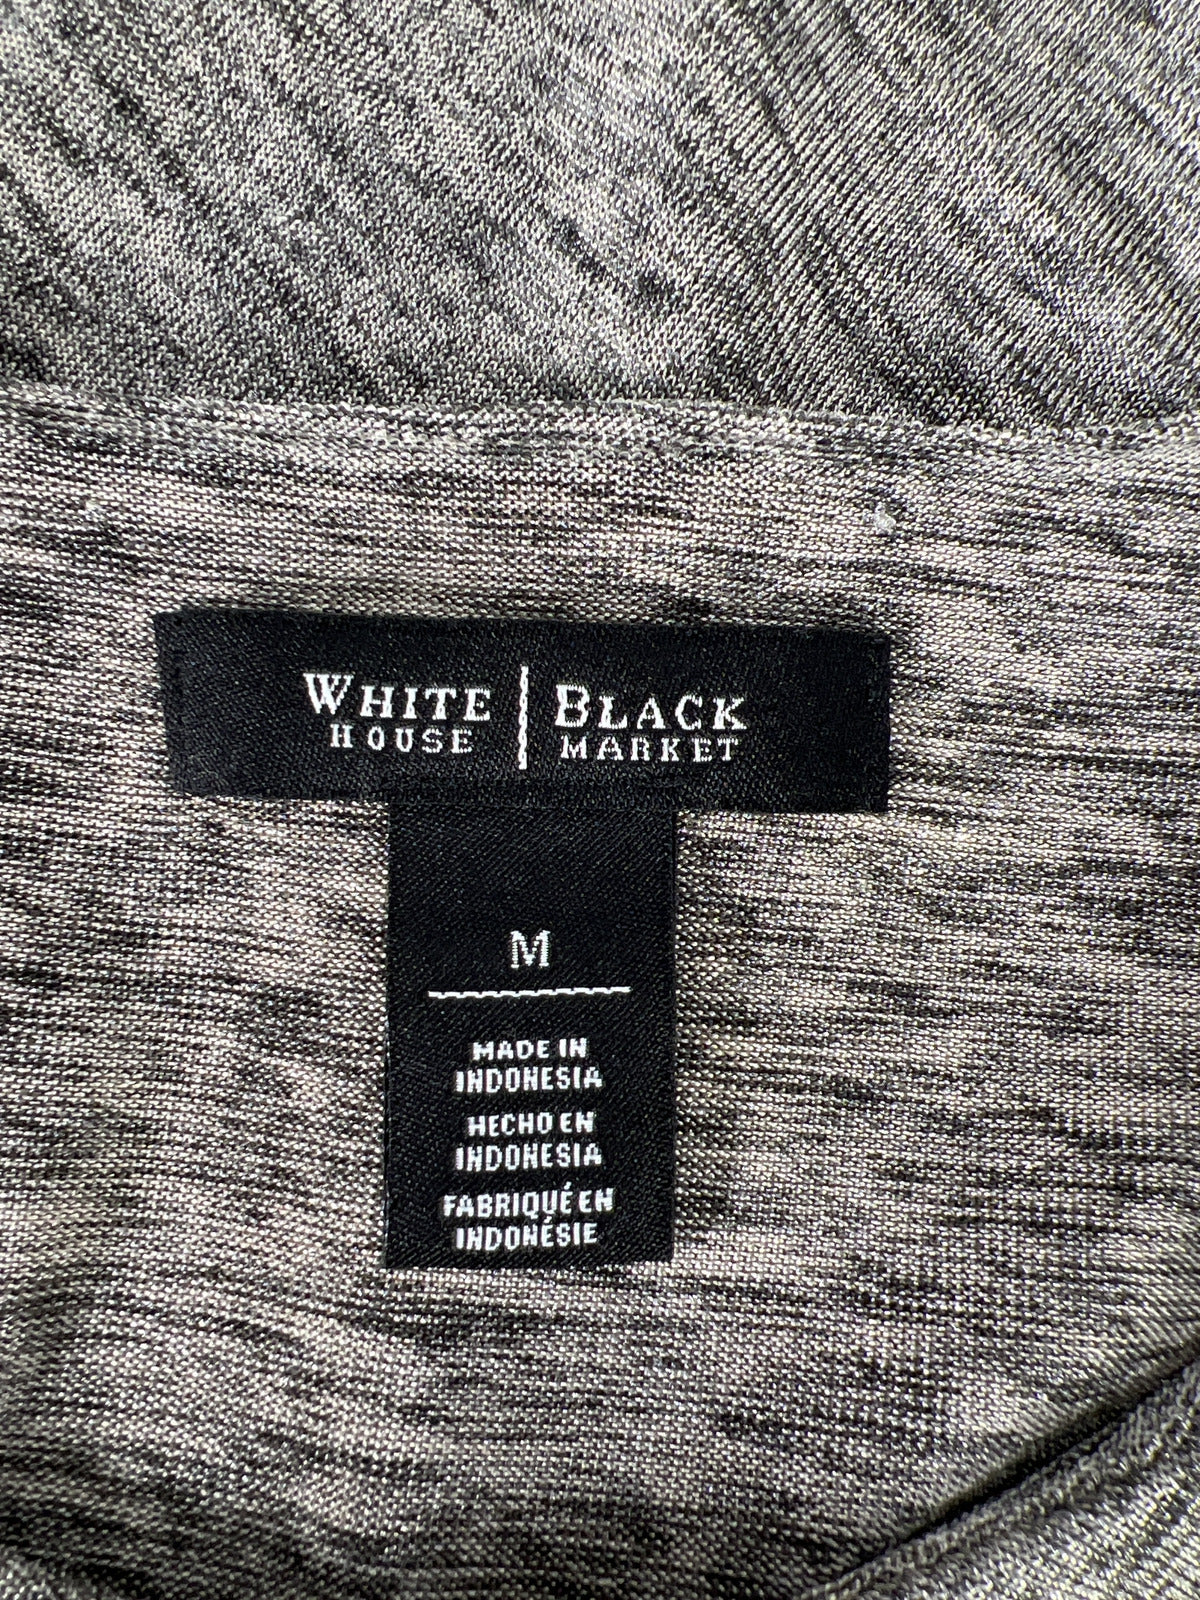 WHITE | BLACK
HOUSE | MARKET
M
MADE IN
INDONESIA
HECHO EN
INDONESIA
FABRIQUÉ EN
INDONÉSIE